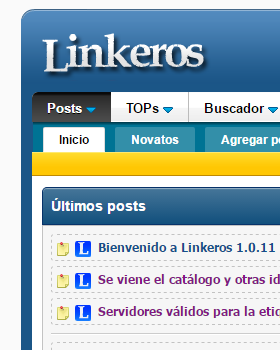 Linkeros
Posts TOPs Buscador
Inicio Novatos Agregar p
Últimos posts
L Bienvenido a Linkeros 1.0.11
L Se viene el catálogo y otras id
L Servidores válidos para la etiq